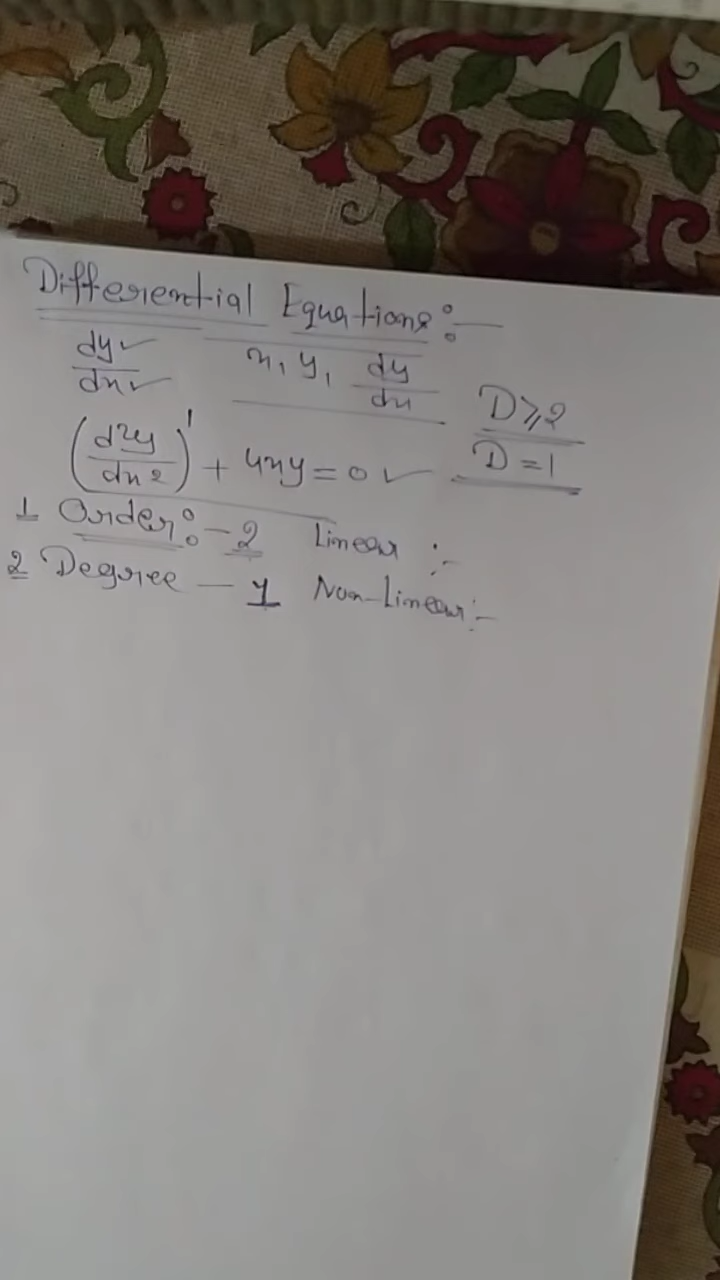 Differential Equations:-
dy/dx x, y, dy/dx D≥2
(d²y/dx²)¹ + 4xy = 0 D=1
1 Order:- 2 Linear :-
2 Degree - 1 Non-Linear:-